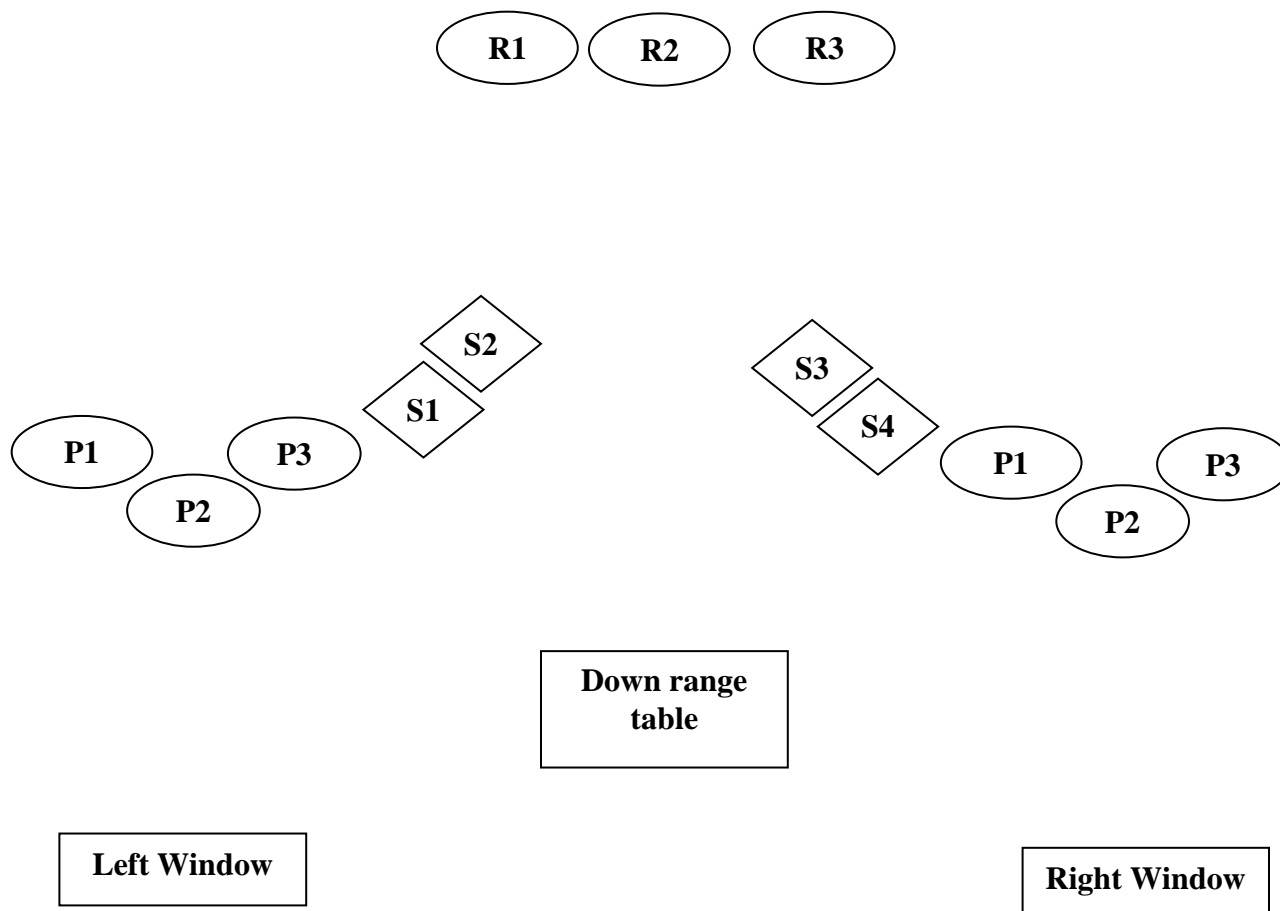 R1
R2
R3
S2
S3
S1
S4
P1
P3
P1
P3
P2
P2
Down range
table
Left Window
Right Window